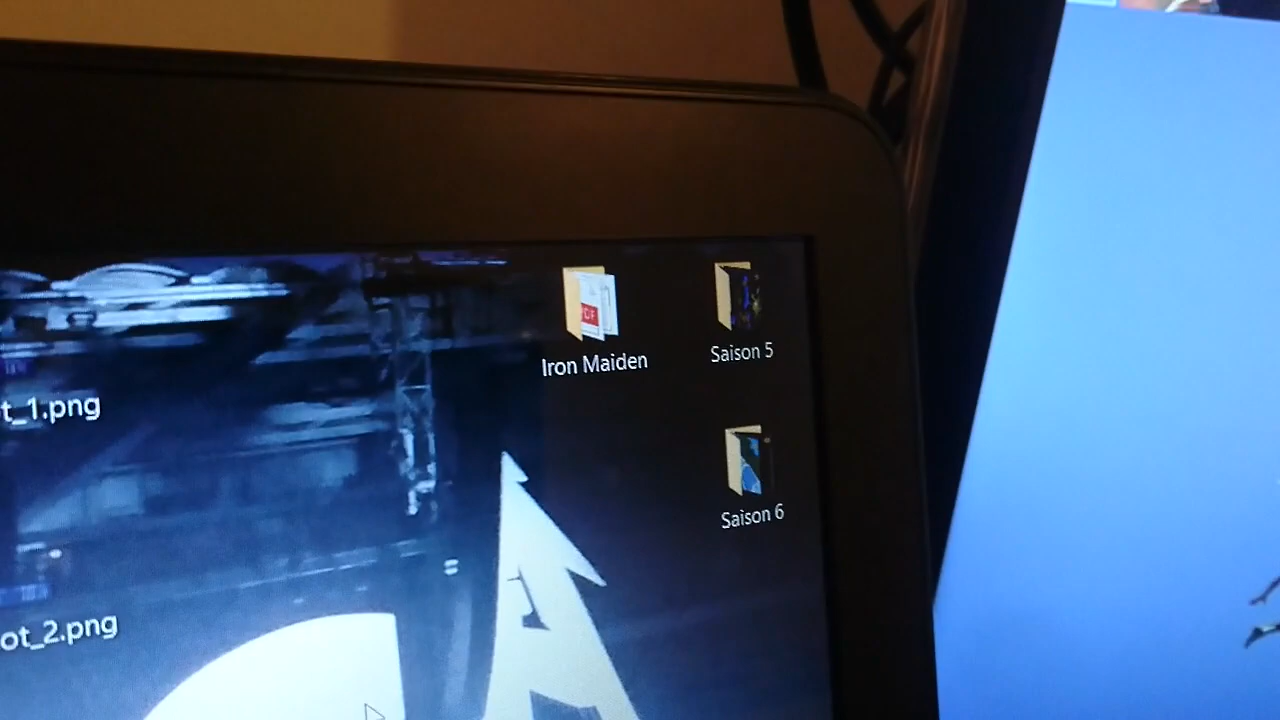 Iron Maiden
Saison 5
t_1.png
Saison 6
ot_2.png